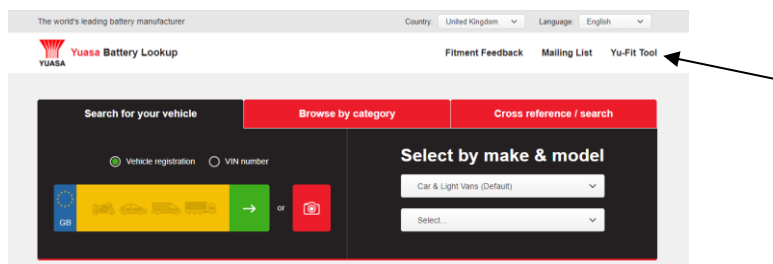 The world's leading battery manufacturer Country: United Kingdom Language: English
YUASA Yuasa Battery Lookup Fitment Feedback Mailing List Yu-Fit Tool
Search for your vehicle Browse by category Cross reference / search
Select by make & model
Vehicle registration VIN number
Car & Light Vans (Default)
GB or
Select...